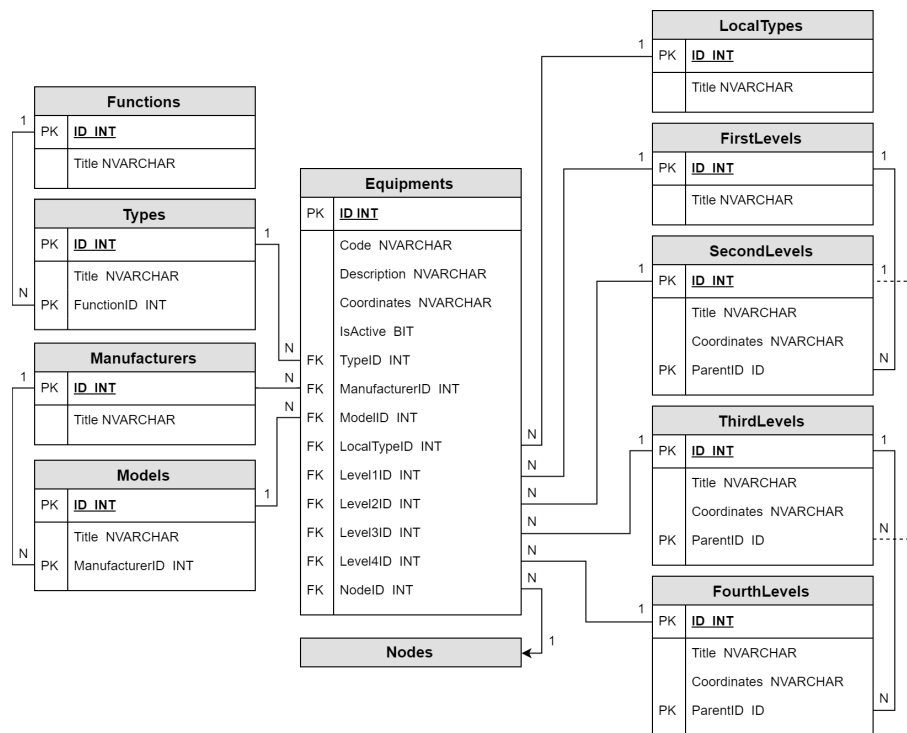 Functions
1 PK ID INT
Title NVARCHAR
Types
PK ID INT 1
Title NVARCHAR
N PK FunctionID INT
Manufacturers
1 PK ID INT
Title NVARCHAR
Models
PK ID INT 1
Title NVARCHAR
N PK ManufacturerID INT
Equipments
PK ID INT
Code NVARCHAR
Description NVARCHAR
Coordinates NVARCHAR
IsActive BIT
N FK TypeID INT
N FK ManufacturerID INT
N FK ModelID INT
FK LocalTypeID INT N
FK Level1ID INT N
FK Level2ID INT N
FK Level3ID INT N
FK Level4ID INT N
FK NodeID INT N
Nodes 1
LocalTypes
1 PK ID INT
Title NVARCHAR
FirstLevels
1 PK ID INT 1
Title NVARCHAR
SecondLevels
1 PK ID INT 1
Title NVARCHAR
Coordinates NVARCHAR
PK ParentID ID N
ThirdLevels
1 PK ID INT 1
Title NVARCHAR
Coordinates NVARCHAR
PK ParentID ID N
FourthLevels
1 PK ID INT
Title NVARCHAR
Coordinates NVARCHAR
PK ParentID ID N